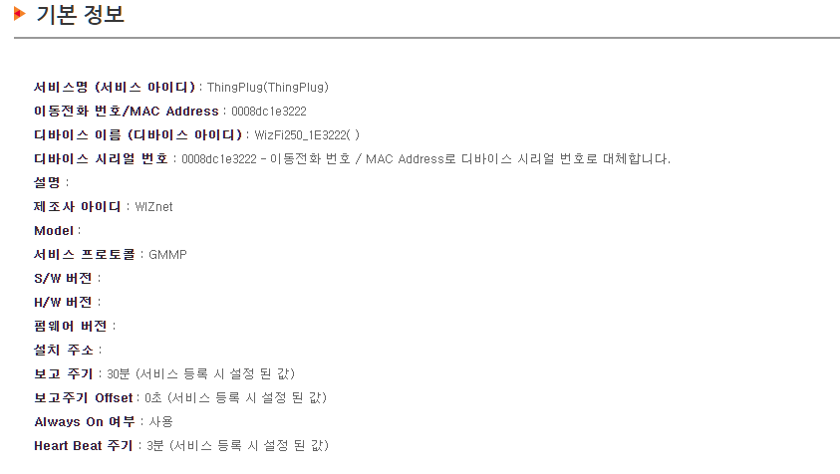 기본 정보
서비스명 (서비스 아이디) : ThingPlug(ThingPlug)
이동전화 번호/MAC Address : 0008dc1e3222
디바이스 이름 (디바이스 아이디) : WizFi250_1E3222( )
디바이스 시리얼 번호 : 0008dc1e3222 - 이동전화 번호 / MAC Address로 디바이스 시리얼 번호로 대체합니다.
설명 :
제조사 아이디 : WIZnet
Model :
서비스 프로토콜 : GMMP
S/W 버전 :
H/W 버전 :
펌웨어 버전 :
설치 주소 :
보고 주기 : 30분 (서비스 등록 시 설정 된 값)
보고주기 Offset : 0초 (서비스 등록 시 설정 된 값)
Always On 여부 : 사용
Heart Beat 주기 : 3분 (서비스 등록 시 설정 된 값)